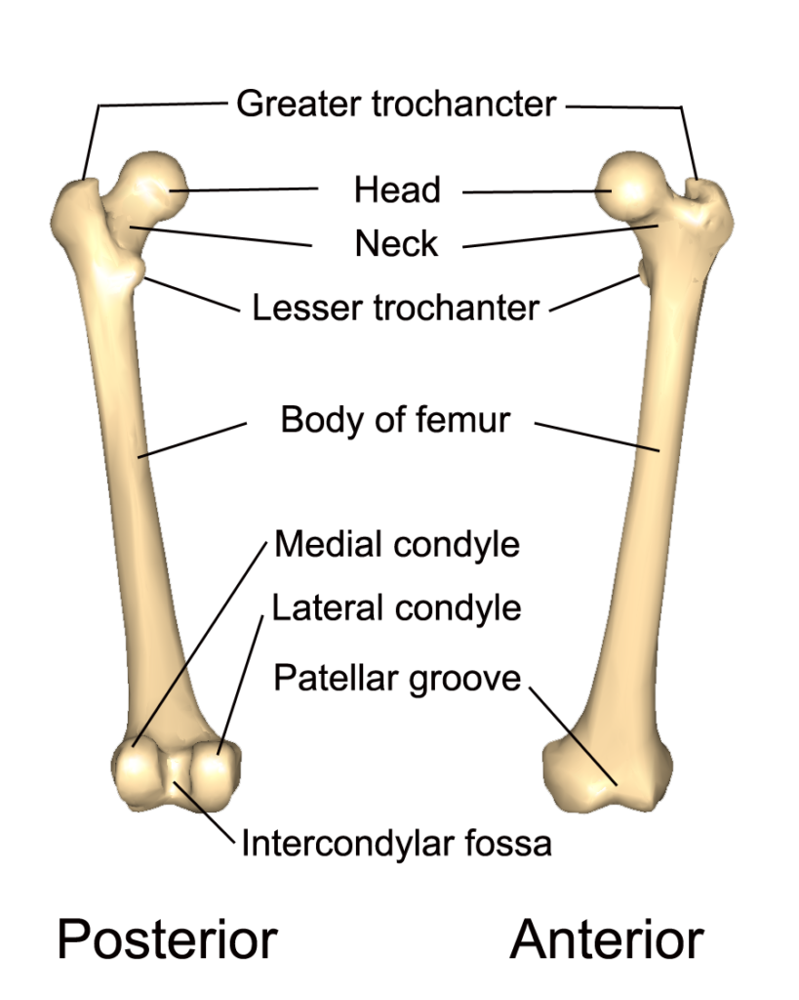 Greater trochancter
Head
Neck
Lesser trochanter
Body of femur
Medial condyle
Lateral condyle
Patellar groove
Intercondylar fossa
Posterior
Anterior